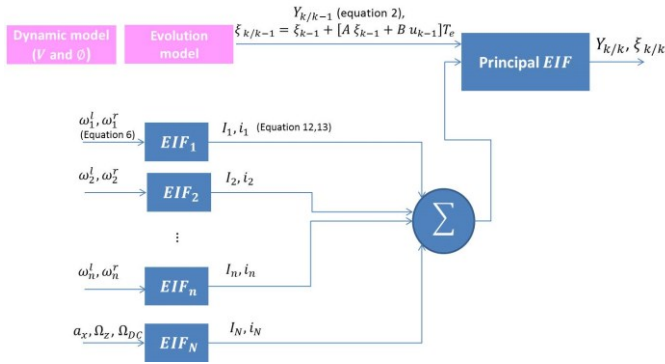 Y_{k/k-1} (equation 2),
Dynamic model
(V and ∅)
Evolution
model
ξ_{k/k-1} = ξ_{k-1} + [A ξ_{k-1} + B u_{k-1}]T_e
Principal EIF
Y_{k/k}, ξ_{k/k}
ω_1^l, ω_1^r
(Equation 6)
EIF_1
I_1, i_1 (Equation 12,13)
ω_2^l, ω_2^r
EIF_2
I_2, i_2
∑
⋮
ω_n^l, ω_n^r
EIF_n
I_n, i_n
a_x, Ω_z, Ω_{DC}
EIF_N
I_N, i_N